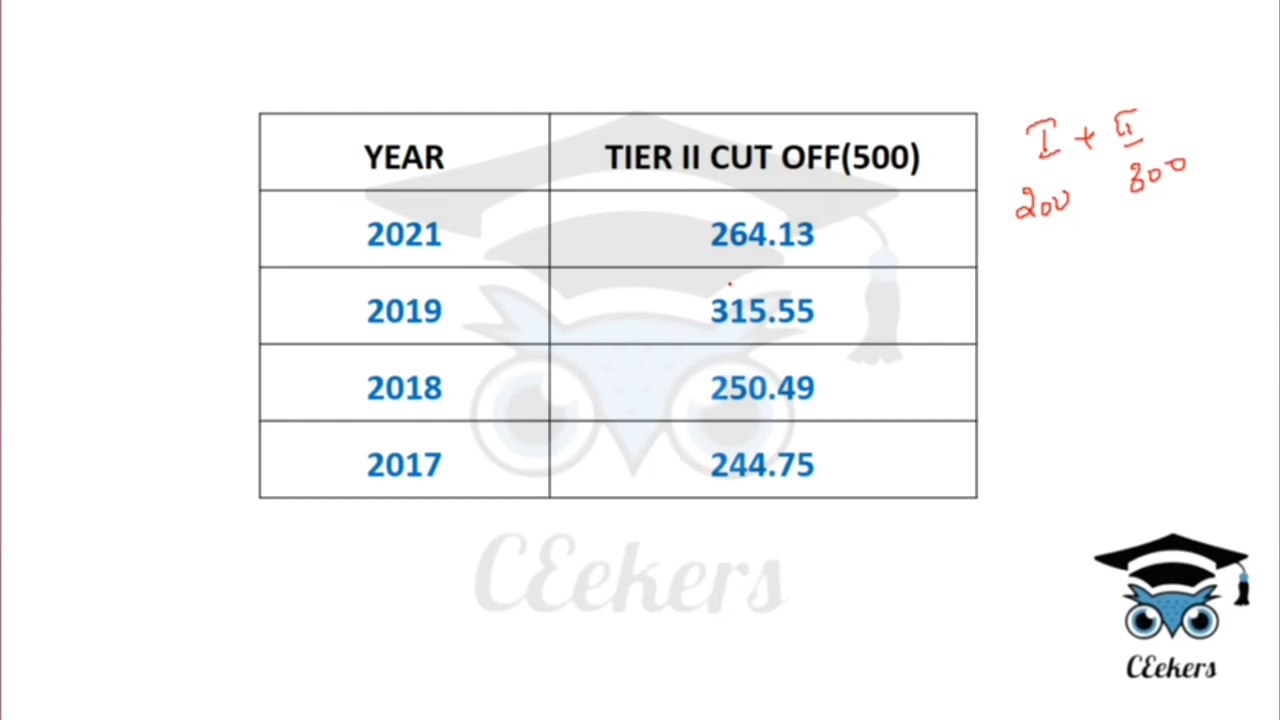 YEAR TIER II CUT OFF(500)
I + II
200 300
2021 264.13
2019 315.55
2018 250.49
2017 244.75
CEekers
CEekers